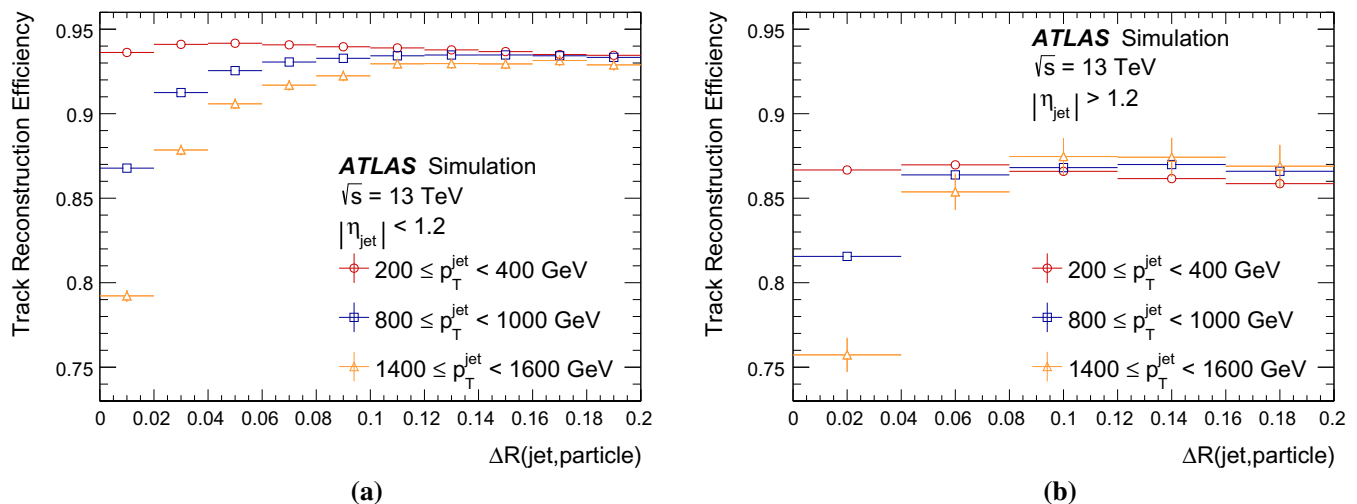 Track Reconstruction Efficiency
0.95
0.9
0.85
0.8
0.75
ATLAS Simulation
√s = 13 TeV
|η_jet| < 1.2
200 ≤ p_T^jet < 400 GeV
800 ≤ p_T^jet < 1000 GeV
1400 ≤ p_T^jet < 1600 GeV
0 0.02 0.04 0.06 0.08 0.1 0.12 0.14 0.16 0.18 0.2
ΔR(jet,particle)
(a)
Track Reconstruction Efficiency
0.95
0.9
0.85
0.8
0.75
ATLAS Simulation
√s = 13 TeV
|η_jet| > 1.2
200 ≤ p_T^jet < 400 GeV
800 ≤ p_T^jet < 1000 GeV
1400 ≤ p_T^jet < 1600 GeV
0 0.02 0.04 0.06 0.08 0.1 0.12 0.14 0.16 0.18 0.2
ΔR(jet,particle)
(b)